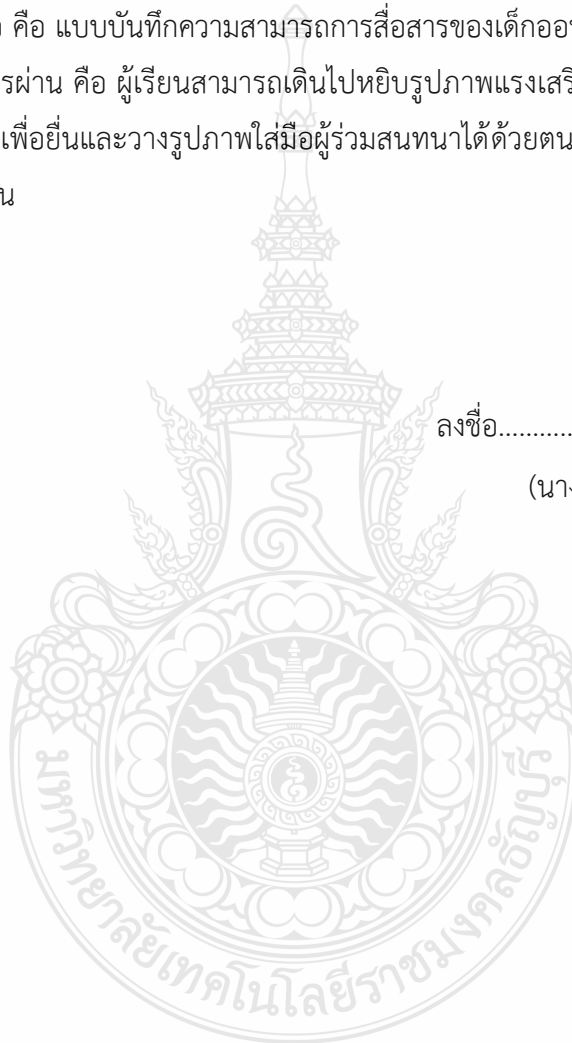 คือ แบบบันทึกความสามารถการสื่อสารของเด็กออ
รผ่าน คือ ผู้เรียนสามารถเดินไปหยิบรูปภาพแรงเสริ
เพื่อยื่นและวางรูปภาพใส่มือผู้ร่วมสนทนาได้ด้วยตน
น
ลงชื่อ...........
(นาง
มหาวิทยาลัยเทคโนโลยีราชมงคลธัญบุรี